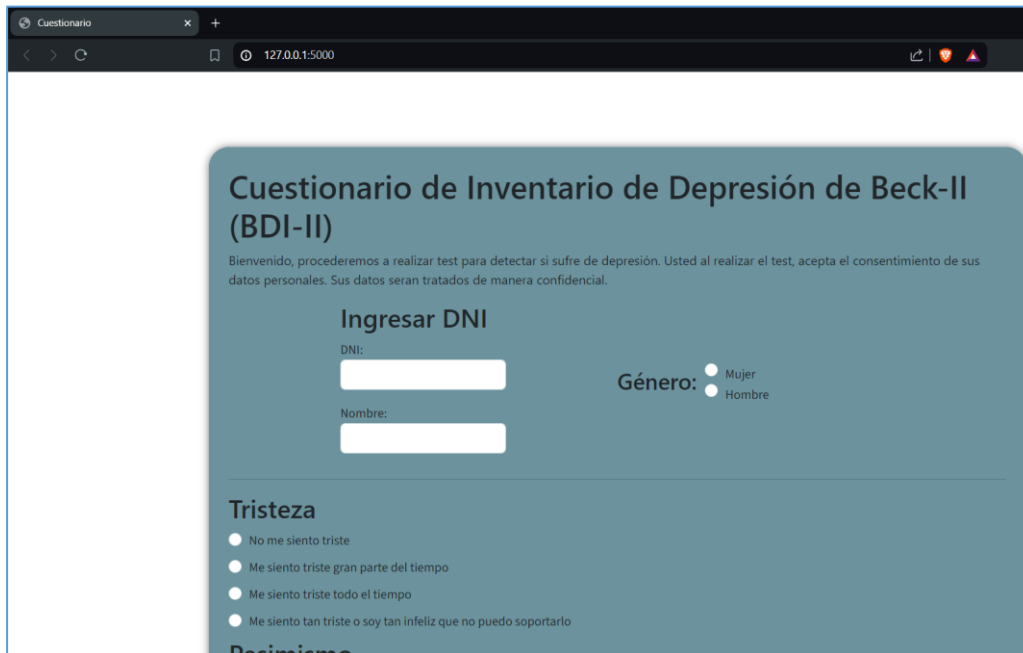 Cuestionario
127.0.0.1:5000
Cuestionario de Inventario de Depresión de Beck-II
(BDI-II)
Bienvenido, procederemos a realizar test para detectar si sufre de depresión. Usted al realizar el test, acepta el consentimiento de sus
datos personales. Sus datos seran tratados de manera confidencial.
Ingresar DNI
DNI:
Género:
Mujer
Hombre
Nombre:
Tristeza
No me siento triste
Me siento triste gran parte del tiempo
Me siento triste todo el tiempo
Me siento tan triste o soy tan infeliz que no puedo soportarlo
Pesimismo